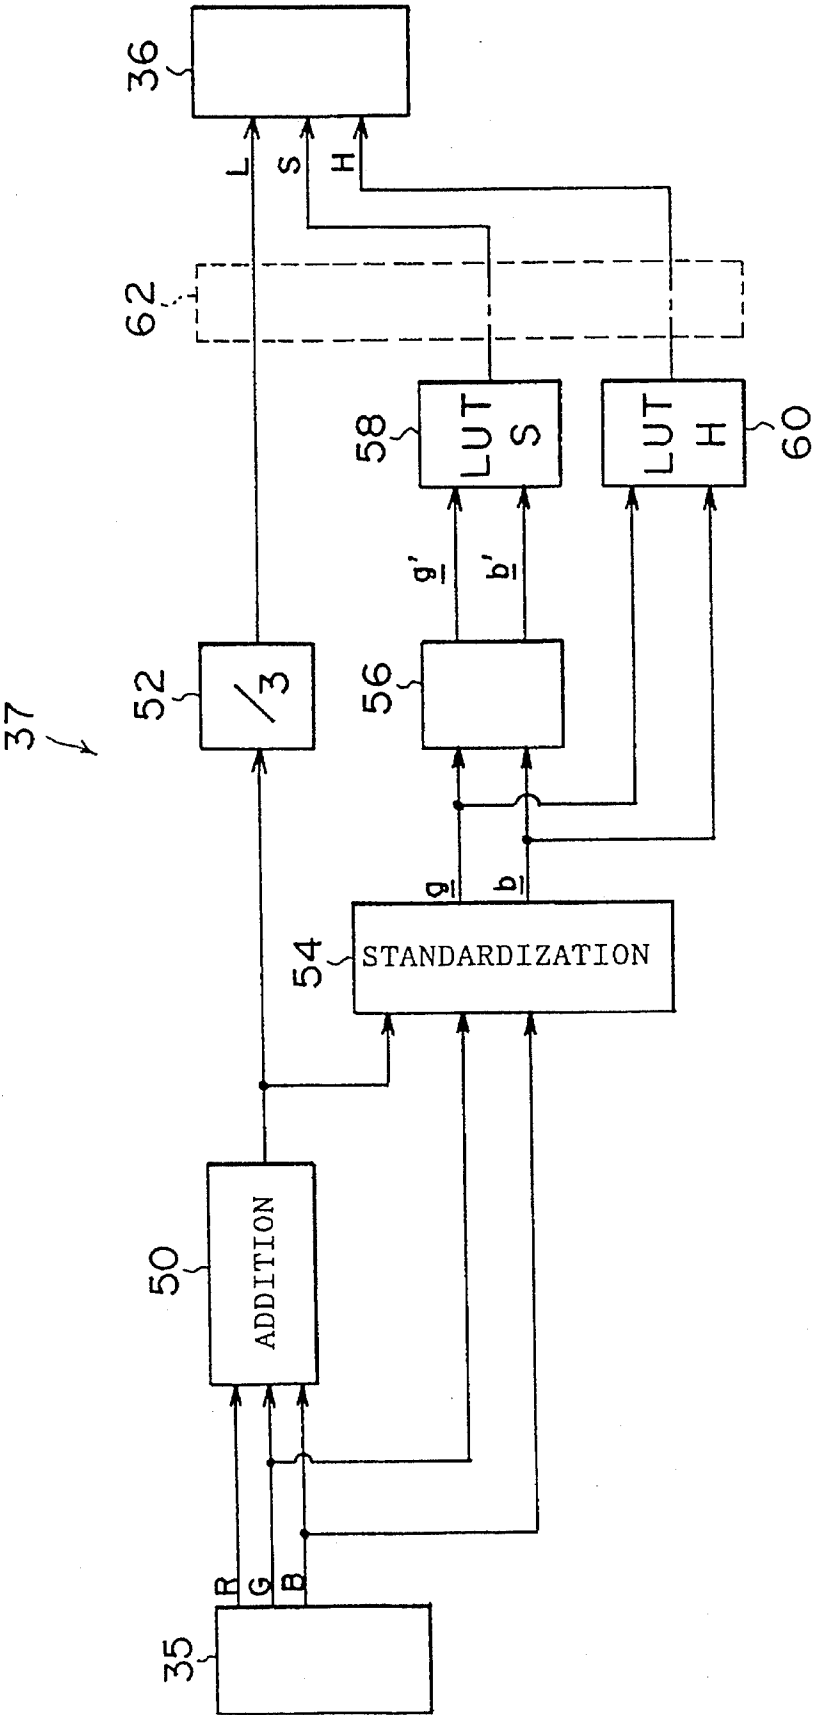 37
35
R
G
B
50
ADDITION
52
/3
54
STANDARDIZATION
g
b
56
g'
b'
58
LUT
S
60
LUT
H
62
L
S
H
36